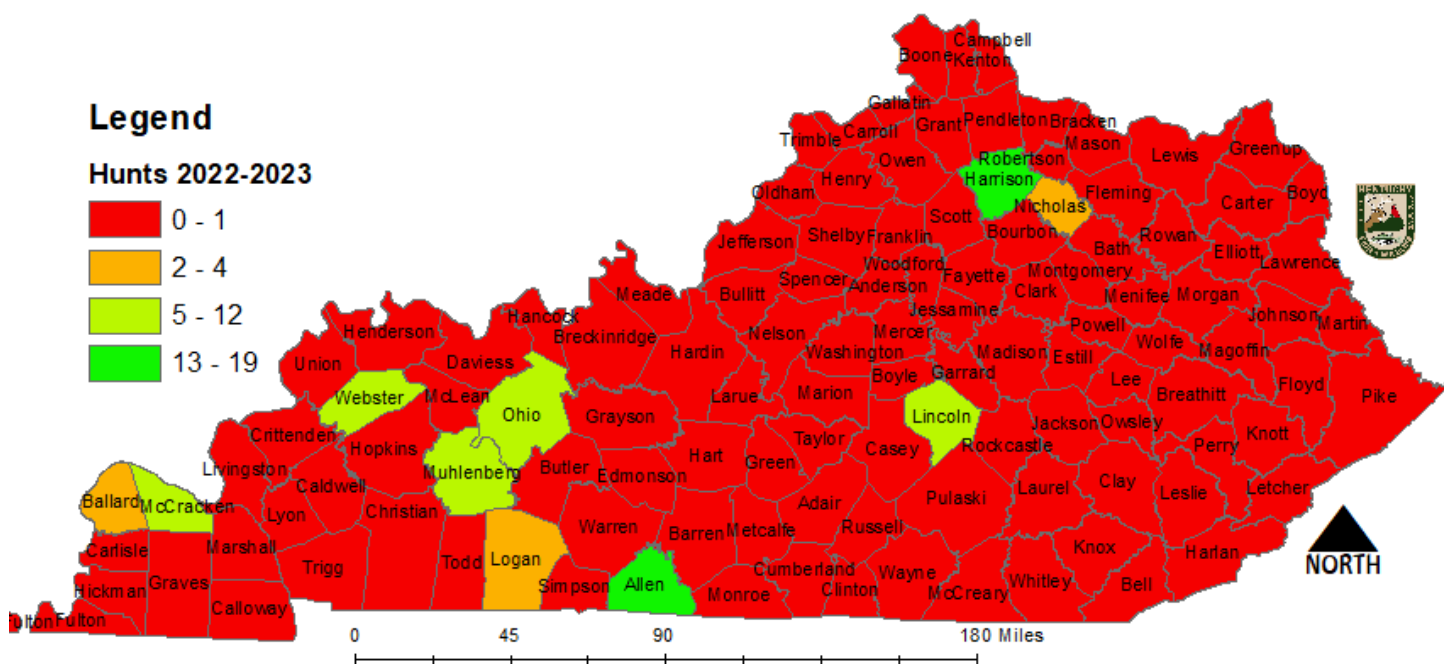 Legend
Hunts 2022-2023
0 - 1
2 - 4
5 - 12
13 - 19
Campbell
Boone
Kenton
Gallatin
Carroll
Grant
Pendleton
Bracken
Trimble
Mason
Owen
Robertson
Lewis
Greenup
Henry
Harrison
Oldham
Nicholas
Fleming
Carter
Boyd
Scott
Shelby
Franklin
Bourbon
Rowan
Jefferson
Bath
Elliott
Lawrence
Woodford
Fayette
Montgomery
Spencer
Anderson
Clark
Menifee
Morgan
Bullitt
Meade
Jessamine
Johnson
Martin
Hancock
Henderson
Breckinridge
Nelson
Mercer
Powell
Wolfe
Magoffin
Washington
Madison
Estill
Hardin
Union
Daviess
Boyle
Garrard
Lee
Floyd
Pike
Webster
McLean
Larue
Marion
Breathitt
Ohio
Grayson
Lincoln
Jackson
Owsley
Crittenden
Taylor
Rockcastle
Perry
Knott
Hopkins
Casey
Hart
Green
Livingston
Muhlenberg
Butler
Edmonson
Clay
Leslie
Letcher
Caldwell
Laurel
Ballard
McCracken
Adair
Pulaski
Lyon
Christian
Warren
Barren
Metcalfe
Russell
Carlisle
Marshall
Knox
Harlan
NORTH
Todd
Logan
Trigg
Hickman
Graves
Simpson
Allen
Cumberland
Wayne
Whitley
Bell
Monroe
Clinton
McCreary
Calloway
Fulton
Fulton
0 45 90 180 Miles